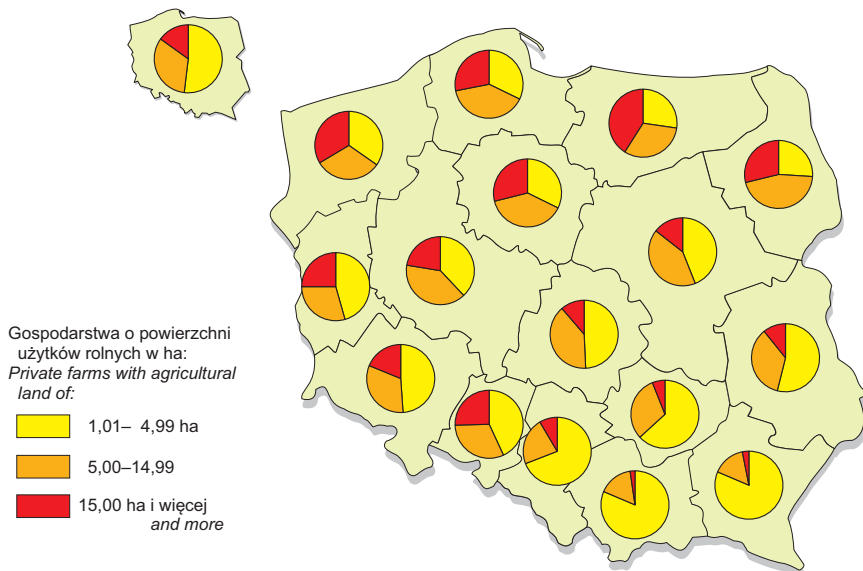 Gospodarstwa o powierzchni
użytków rolnych w ha:
Private farms with agricultural
land of:
1,01– 4,99 ha
5,00–14,99
15,00 ha i więcej
and more